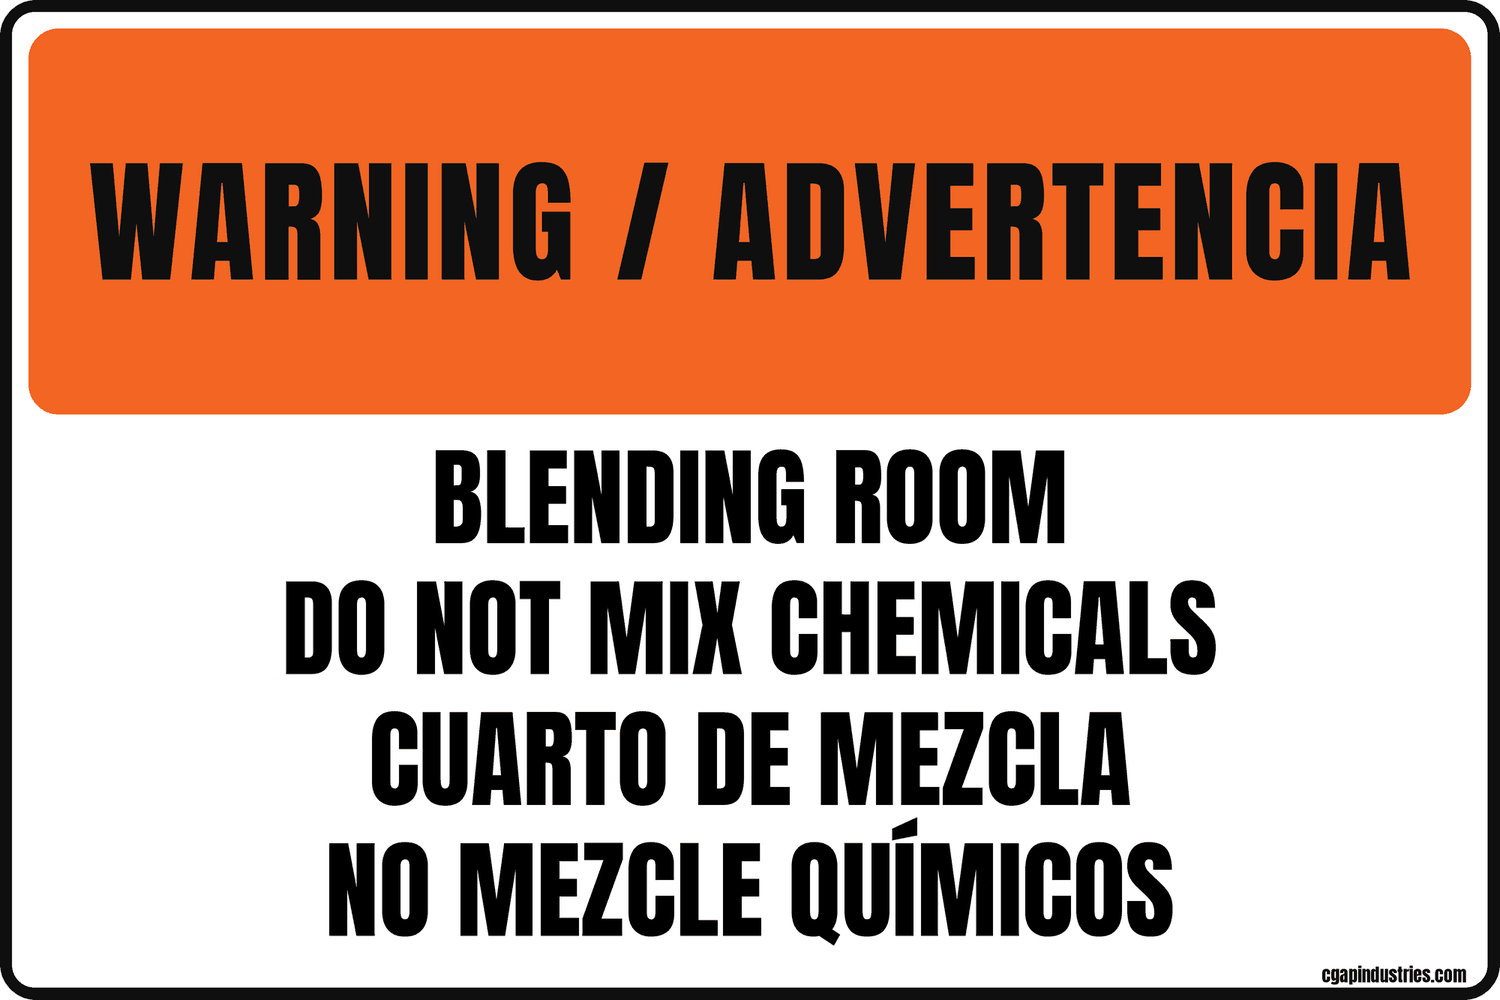 WARNING / ADVERTENCIA
BLENDING ROOM
DO NOT MIX CHEMICALS
CUARTO DE MEZCLA
NO MEZCLE QUÍMICOS
cgapindustries.com